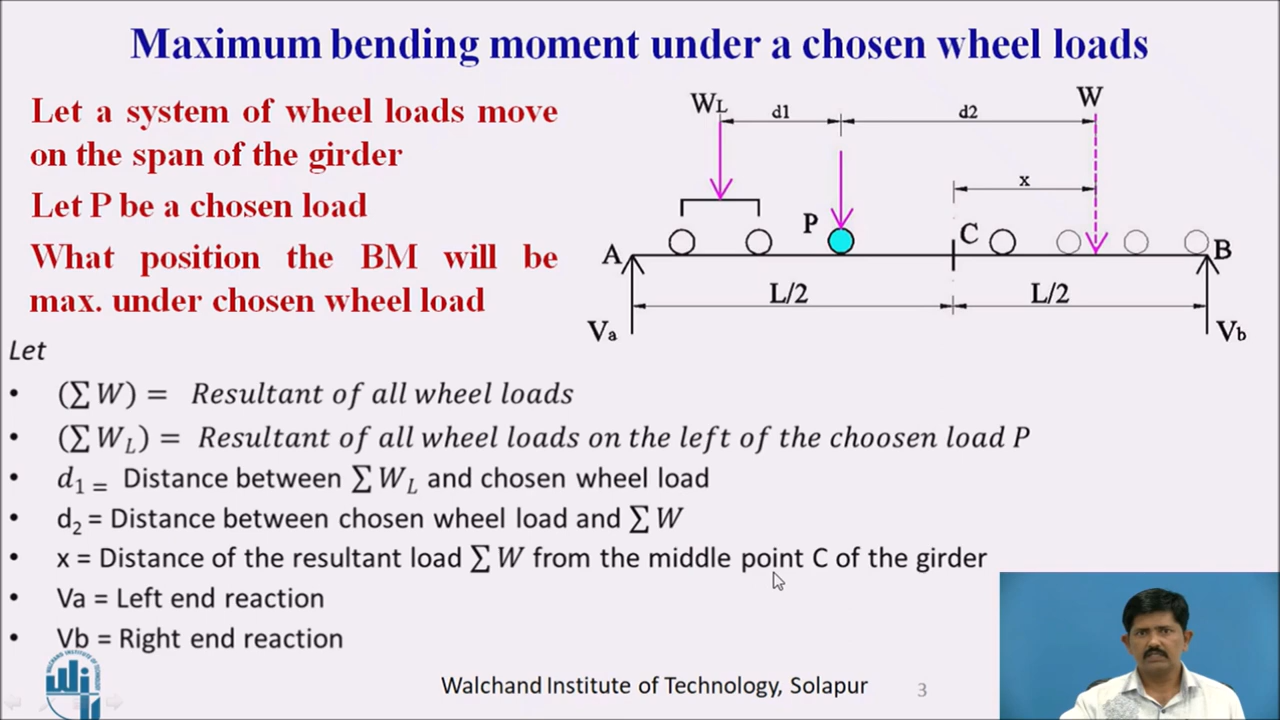 Maximum bending moment under a chosen wheel loads
Let a system of wheel loads move
on the span of the girder
Let P be a chosen load
What position the BM will be
max. under chosen wheel load
WL
d1
d2
W
x
P
C
A
B
L/2
L/2
Va
Vb
Let
• (∑ W) = Resultant of all wheel loads
• (∑ W_L) = Resultant of all wheel loads on the left of the choosen load P
• d₁ = Distance between ∑ W_L and chosen wheel load
• d₂ = Distance between chosen wheel load and ∑ W
• x = Distance of the resultant load ∑ W from the middle point C of the girder
• Va = Left end reaction
• Vb = Right end reaction
Walchand Institute of Technology, Solapur
3